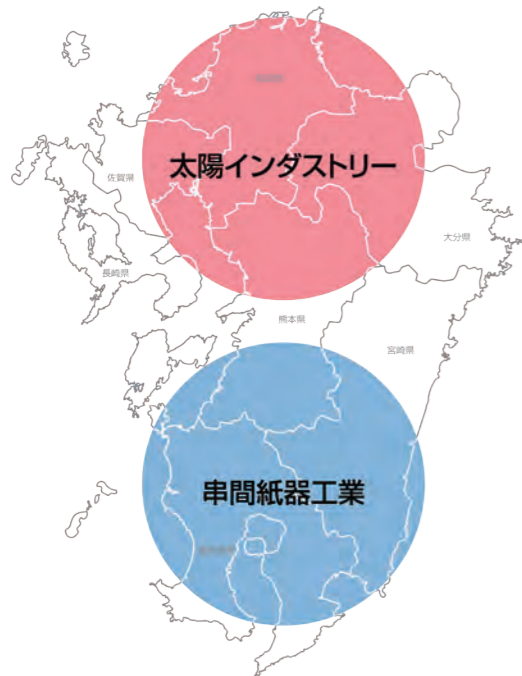 太陽インダストリー
佐賀県
大分県
長崎県
熊本県
宮崎県
串間紙器工業